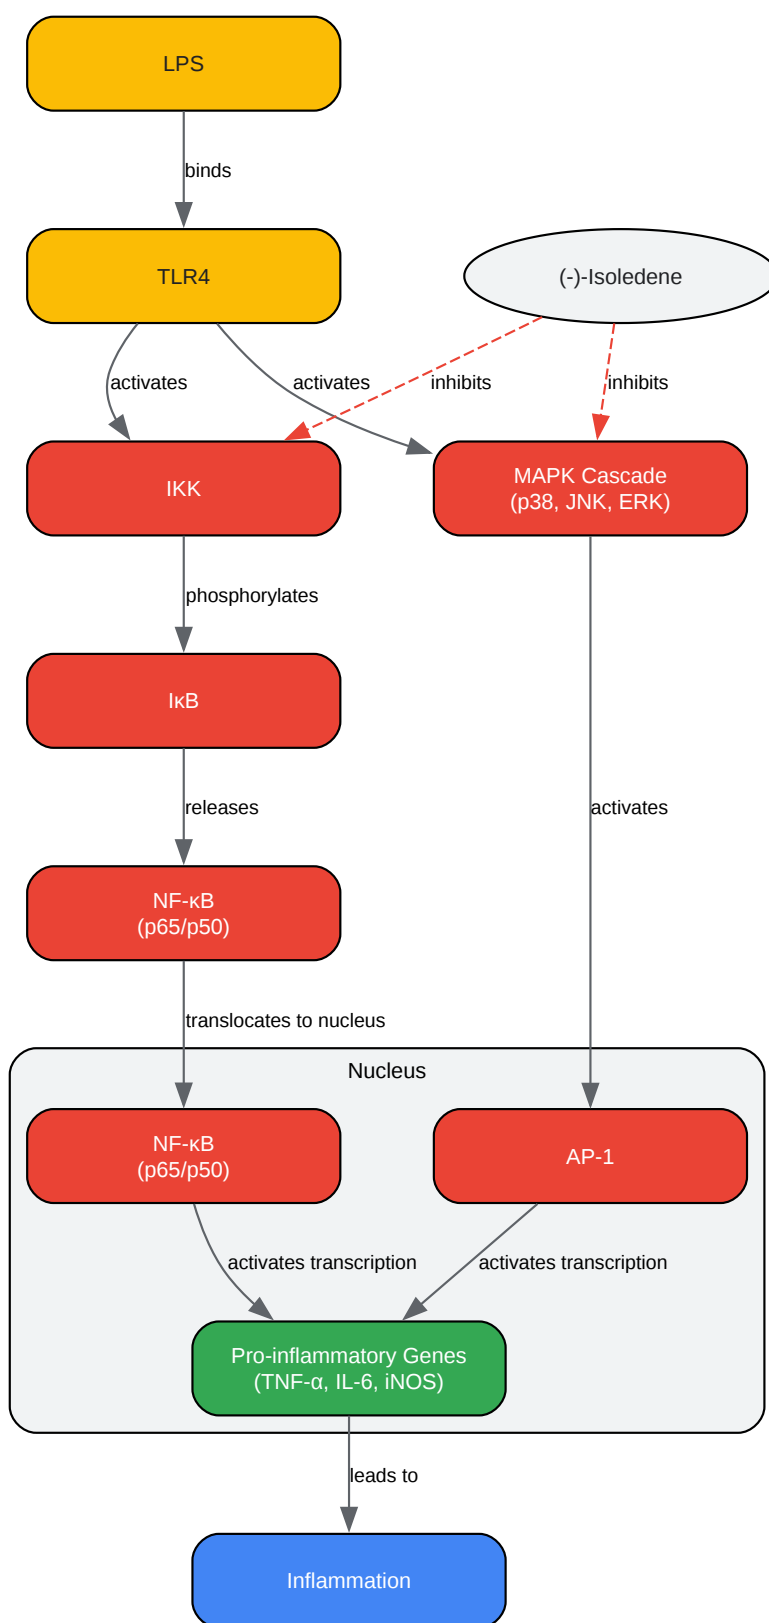 LPS
binds
TLR4
(-)-Isoledene
activates
activates
inhibits
inhibits
IKK
MAPK Cascade
(p38, JNK, ERK)
phosphorylates
IκB
releases
activates
NF-κB
(p65/p50)
translocates to nucleus
Nucleus
NF-κB
(p65/p50)
AP-1
activates transcription
activates transcription
Pro-inflammatory Genes
(TNF-α, IL-6, iNOS)
leads to
Inflammation